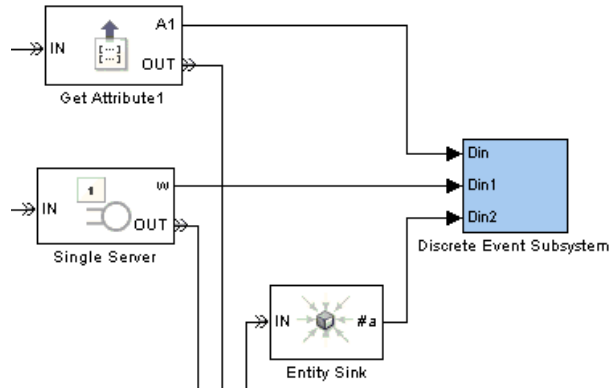 A1
IN
[...]
OUT
Get Attribute1
Din
Din1
Din2
Discrete Event Subsystem
1
w
IN
OUT
Single Server
IN
#a
Entity Sink